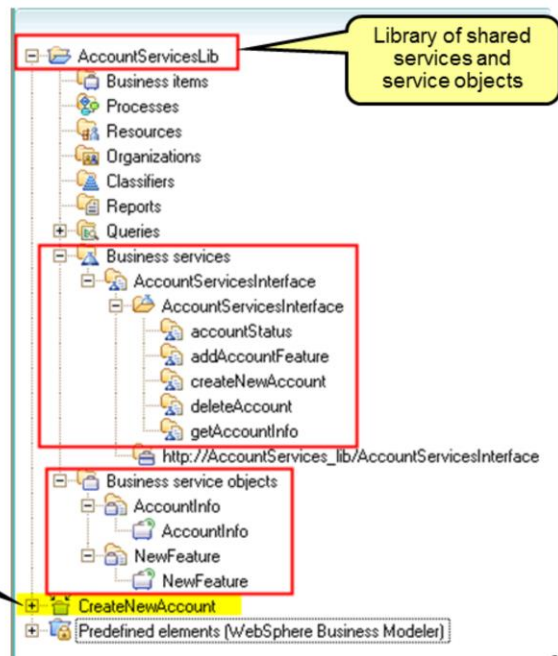 Library of shared
services and
service objects
AccountServicesLib
Business items
Processes
Resources
Organizations
Classifiers
Reports
Queries
Business services
AccountServicesInterface
AccountServicesInterface
accountStatus
addAccountFeature
createNewAccount
deleteAccount
getAccountInfo
http://AccountServices_lib/AccountServicesInterface
Business service objects
AccountInfo
AccountInfo
NewFeature
NewFeature
CreateNewAccount
Predefined elements (WebSphere Business Modeler)